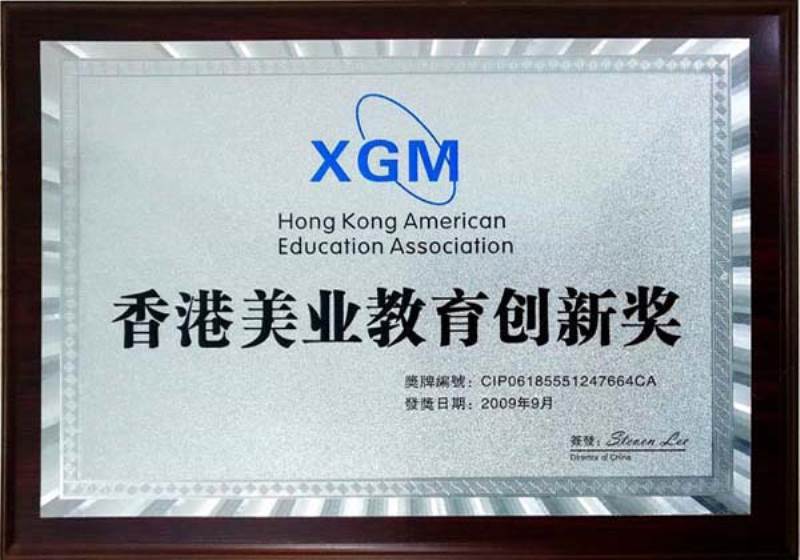 XGM
Hong Kong American
Education Association
香港美业教育创新奖
獎牌編號：CIP06185551247664CA
發獎日期：2009年9月
簽發：Steven Lee
Director of China